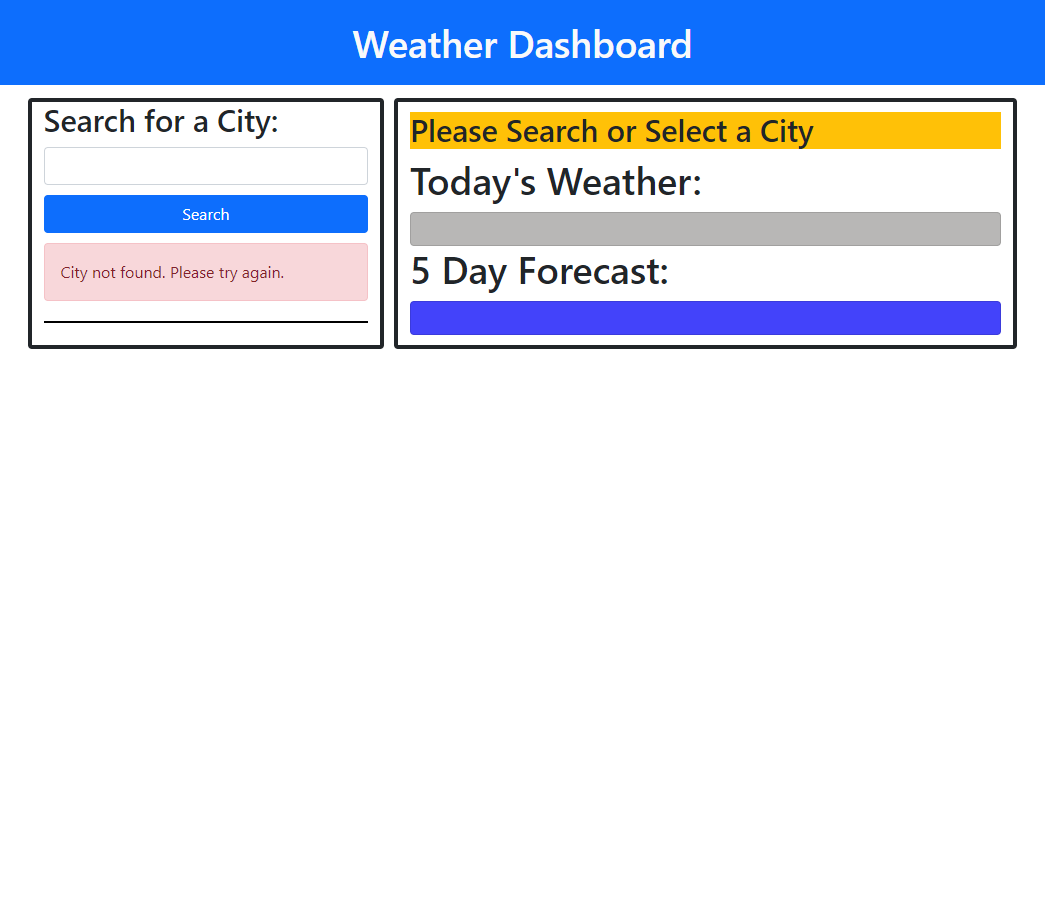 Weather Dashboard
Search for a City:
Search
City not found. Please try again.
Please Search or Select a City
Today's Weather:
5 Day Forecast: